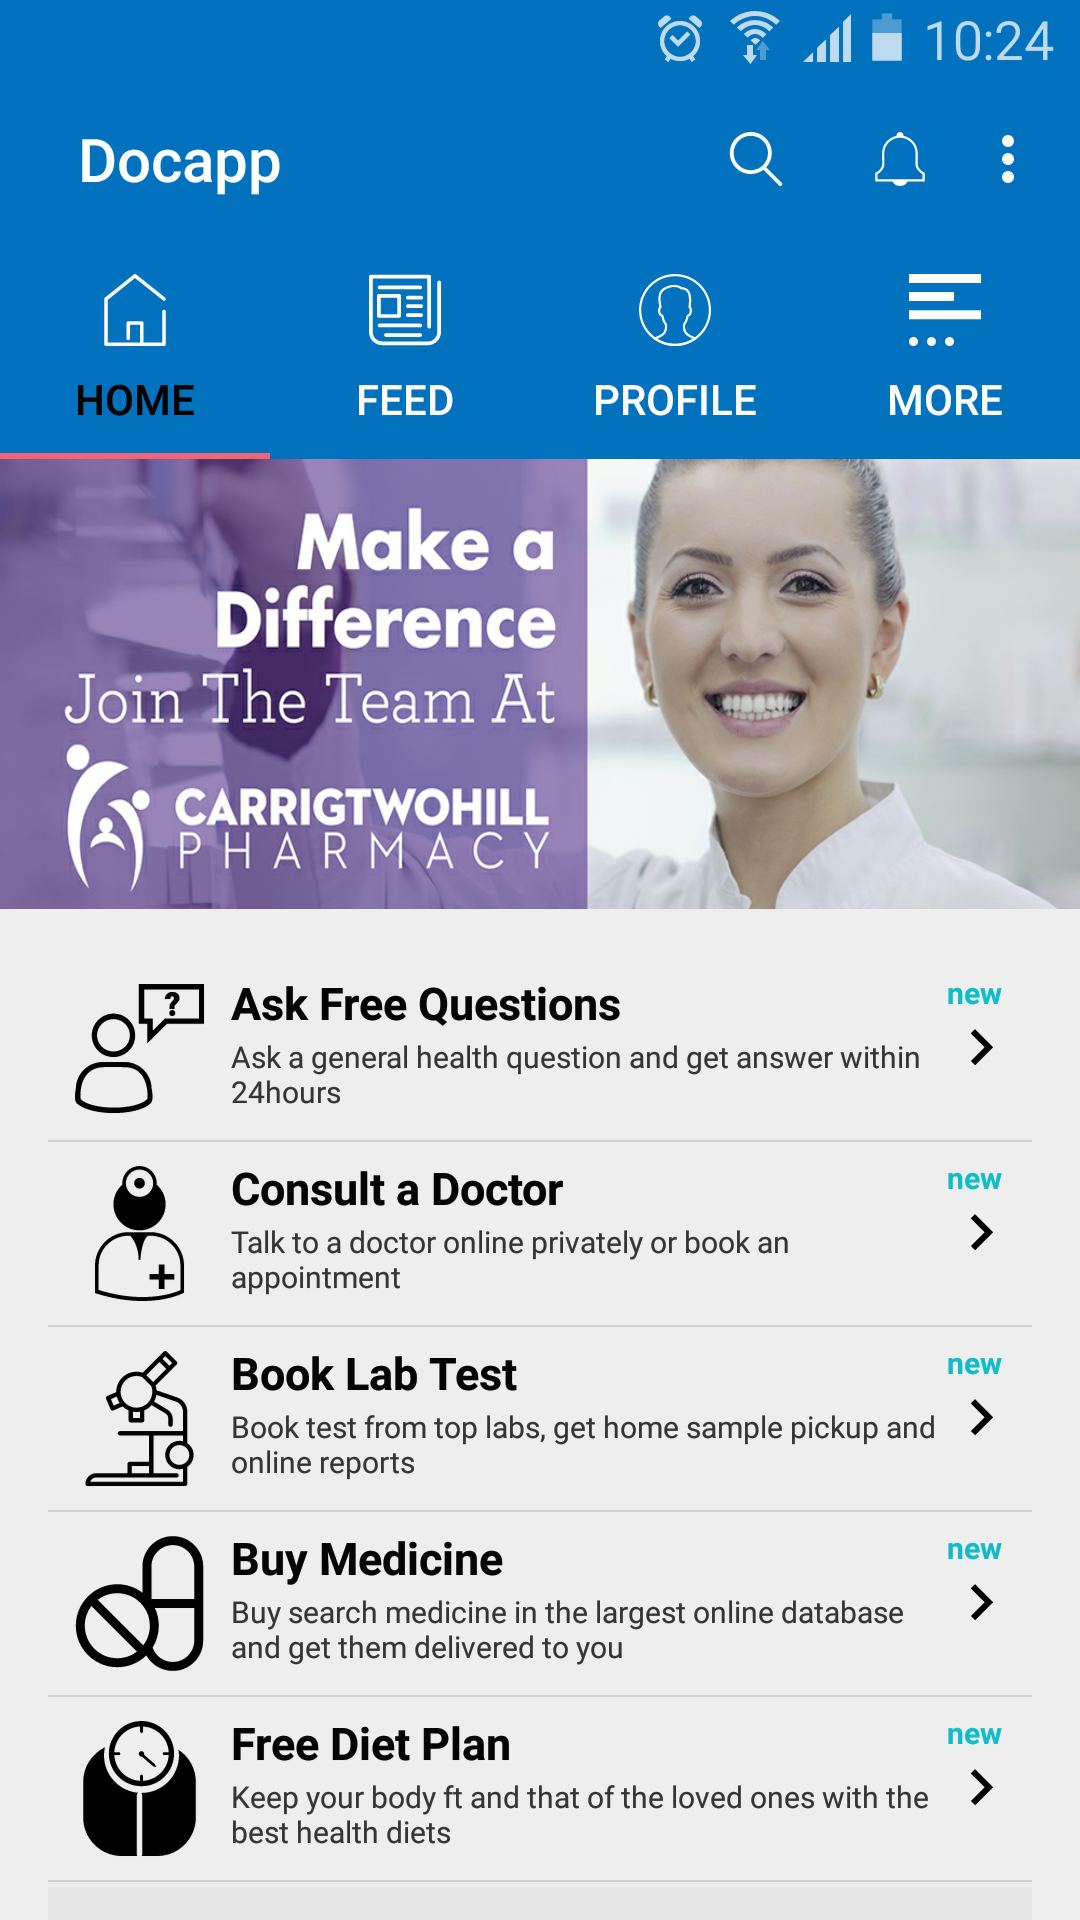 10:24
Docapp
HOME
FEED
PROFILE
MORE
Make a
Difference
Join The Team At
CARRIGTWOHILL
PHARMACY
?
Ask Free Questions
new
Ask a general health question and get answer within
24hours
Consult a Doctor
new
Talk to a doctor online privately or book an
appointment
Book Lab Test
new
Book test from top labs, get home sample pickup and
online reports
Buy Medicine
new
Buy search medicine in the largest online database
and get them delivered to you
Free Diet Plan
new
Keep your body ft and that of the loved ones with the
best health diets